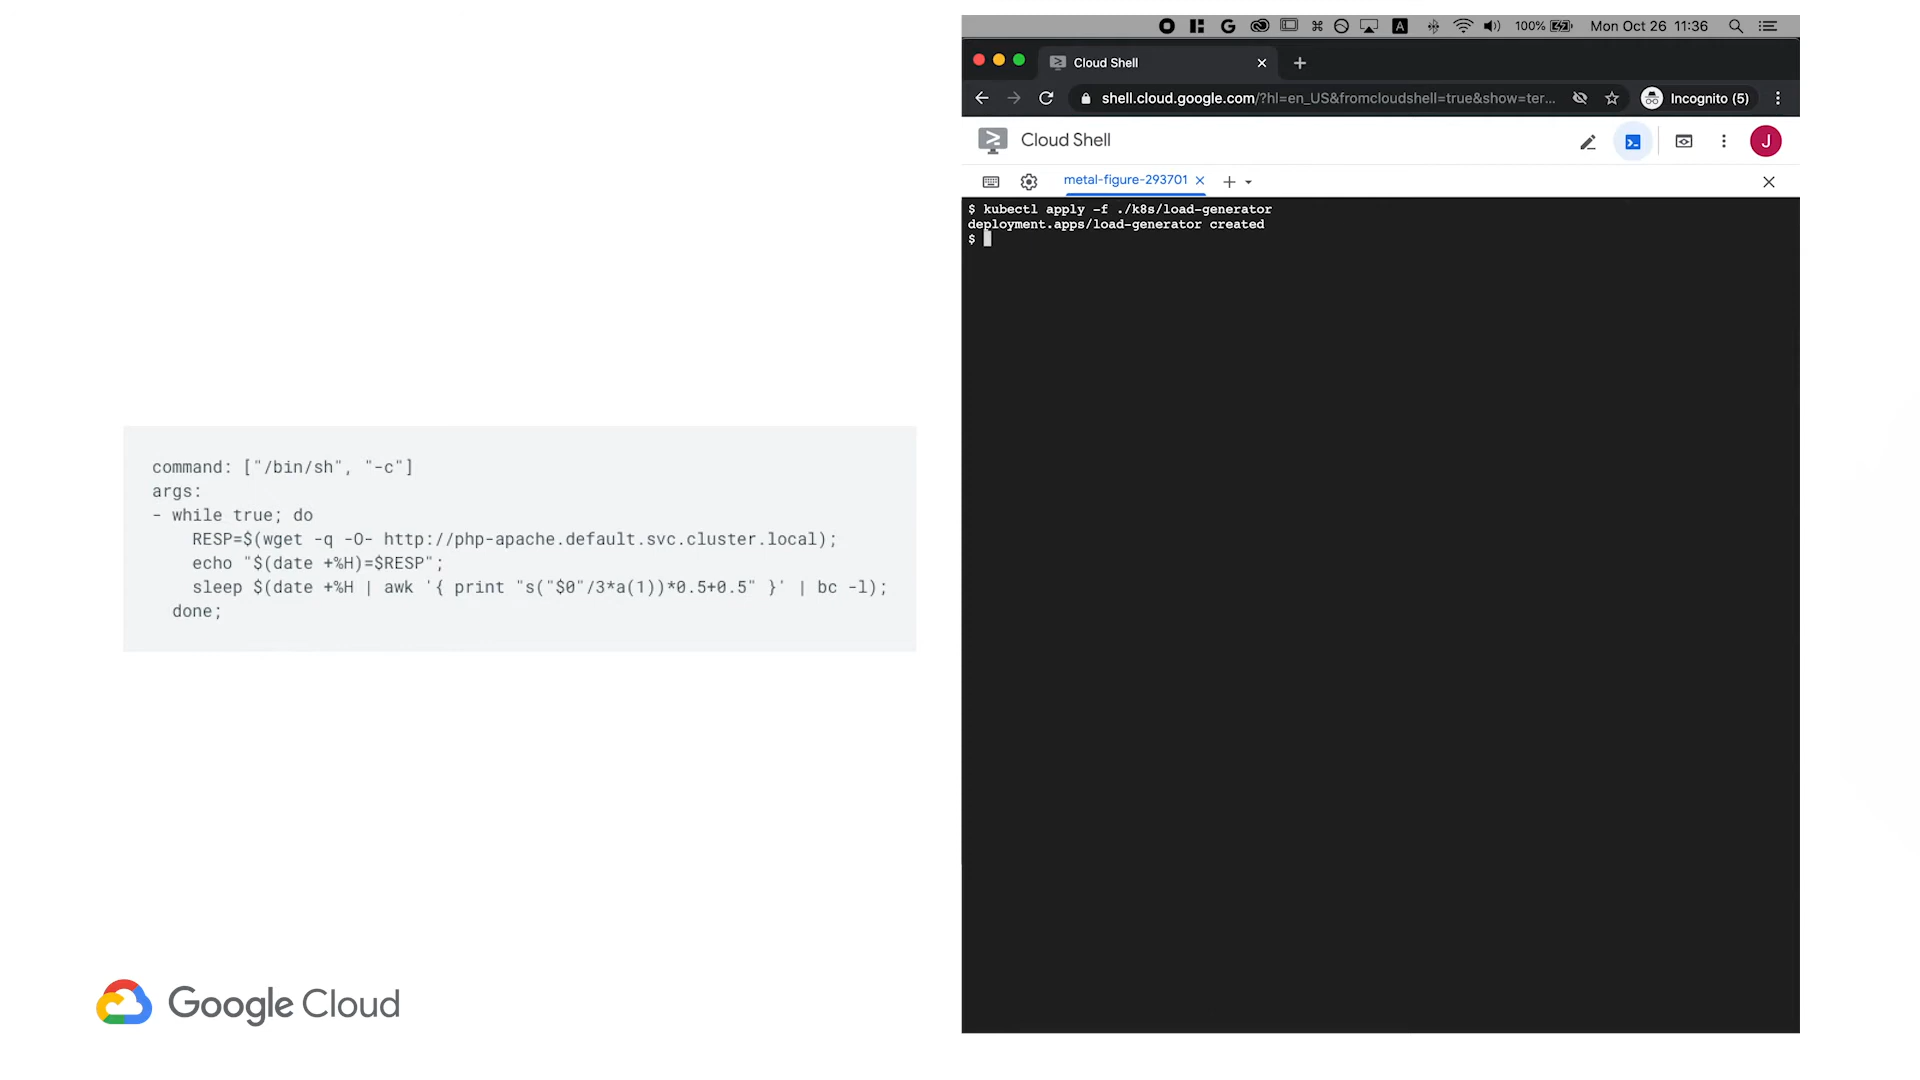 command: ["/bin/sh", "-c"]
args:
- while true; do
RESP=$(wget -q -O- http://php-apache.default.svc.cluster.local);
echo "$(date +%H)=$RESP";
sleep $(date +%H | awk '{ print "s("$0"/3*a(1))*0.5+0.5" }' | bc -l);
done;
Google Cloud
A 100% Mon Oct 26 11:36
Cloud Shell
shell.cloud.google.com/?hl=en_US&fromcloudshell=true&show=ter... Incognito (5)
Cloud Shell J
metal-figure-293701
$ kubectl apply -f ./k8s/load-generator
deployment.apps/load-generator created
$